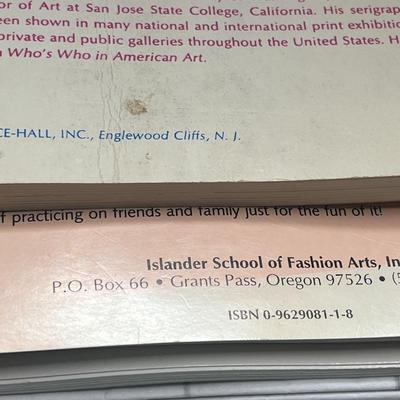 or of Art at San Jose State College, California. His serigrap
een shown in many national and international print exhibitio
private and public galleries throughout the United States. H
Who's Who in American Art.
CE-HALL, INC., Englewood Cliffs, N. J.
f practicing on friends and family just for the fun of it!
Islander School of Fashion Arts, In
P.O. Box 66 • Grants Pass, Oregon 97526 • (5
ISBN 0-9629081-1-8